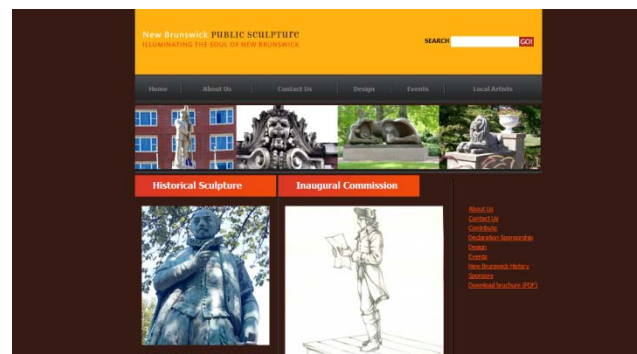 New Brunswick PUBLIC SCULPTURE
ILLUMINATING THE SOUL OF NEW BRUNSWICK
SEARCH GO!
Home About Us Contact Us Design Events Local Artists
Historical Sculpture Inaugural Commission
About Us
Contact Us
Contribute
Declaration Sponsorship
Design
Events
New Brunswick History
Sponsors
Download brochure (PDF)